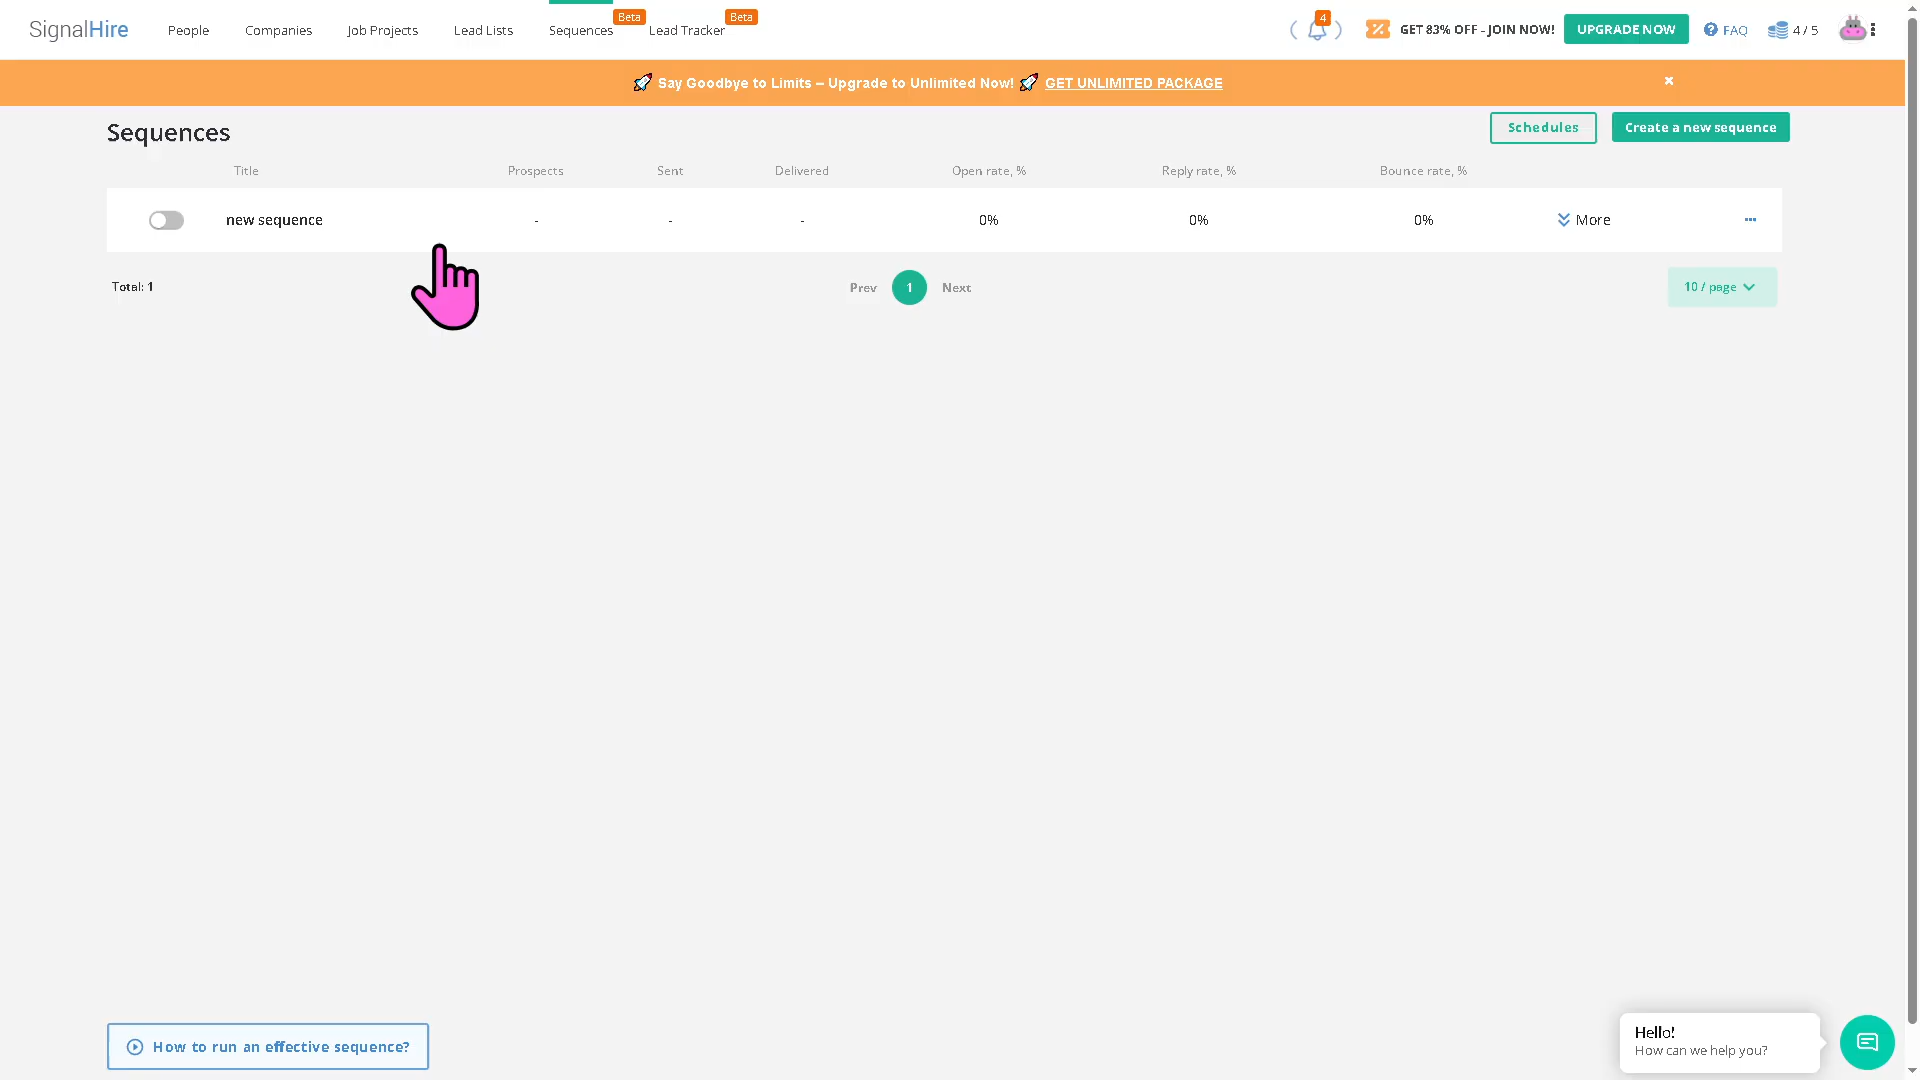 SignalHire People Companies Job Projects Lead Lists Sequences Beta Lead Tracker Beta 4 GET 83% OFF - JOIN NOW! UPGRADE NOW FAQ 4 / 5
Say Goodbye to Limits – Upgrade to Unlimited Now! GET UNLIMITED PACKAGE ×
Sequences Schedules Create a new sequence
Title Prospects Sent Delivered Open rate, % Reply rate, % Bounce rate, %
new sequence - - - 0% 0% 0% More ...
Total: 1 Prev 1 Next 10 / page
How to run an effective sequence?
Hello!
How can we help you?